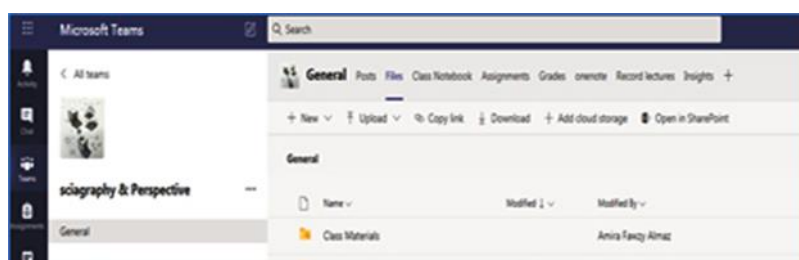 Microsoft Teams
Search
Activity
Chat
Teams
Assignments
All teams
sciagraphy & Perspective
General
General Posts Files Class Notebook Assignments Grades onenote Record lectures Insights +
+ New Upload Copy link Download + Add cloud storage Open in SharePoint
General
Name Modified ↓ Modified By
Class Materials Amira Fawzy Almaz